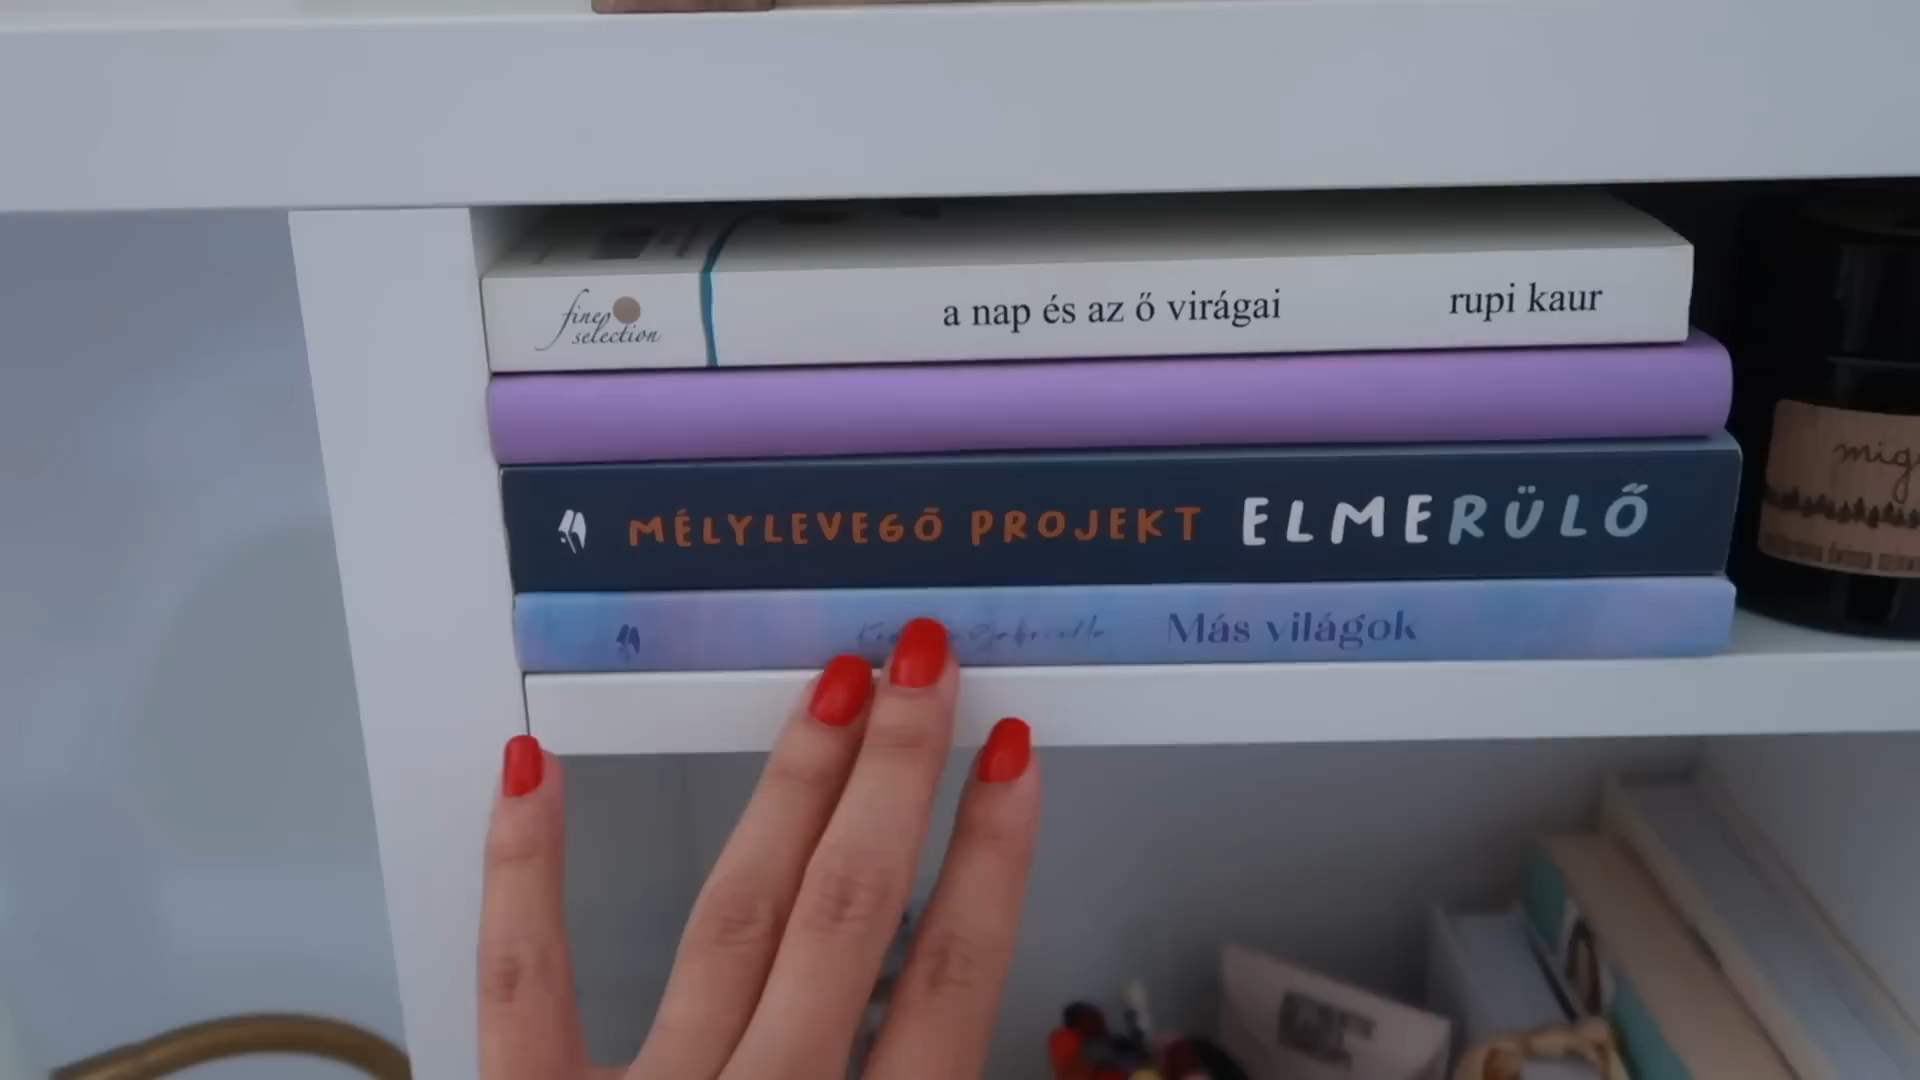 fine selection
a nap és az ő virágai rupi kaur
MÉLYLEVEGŐ PROJEKT ELMERÜLŐ
Más világok